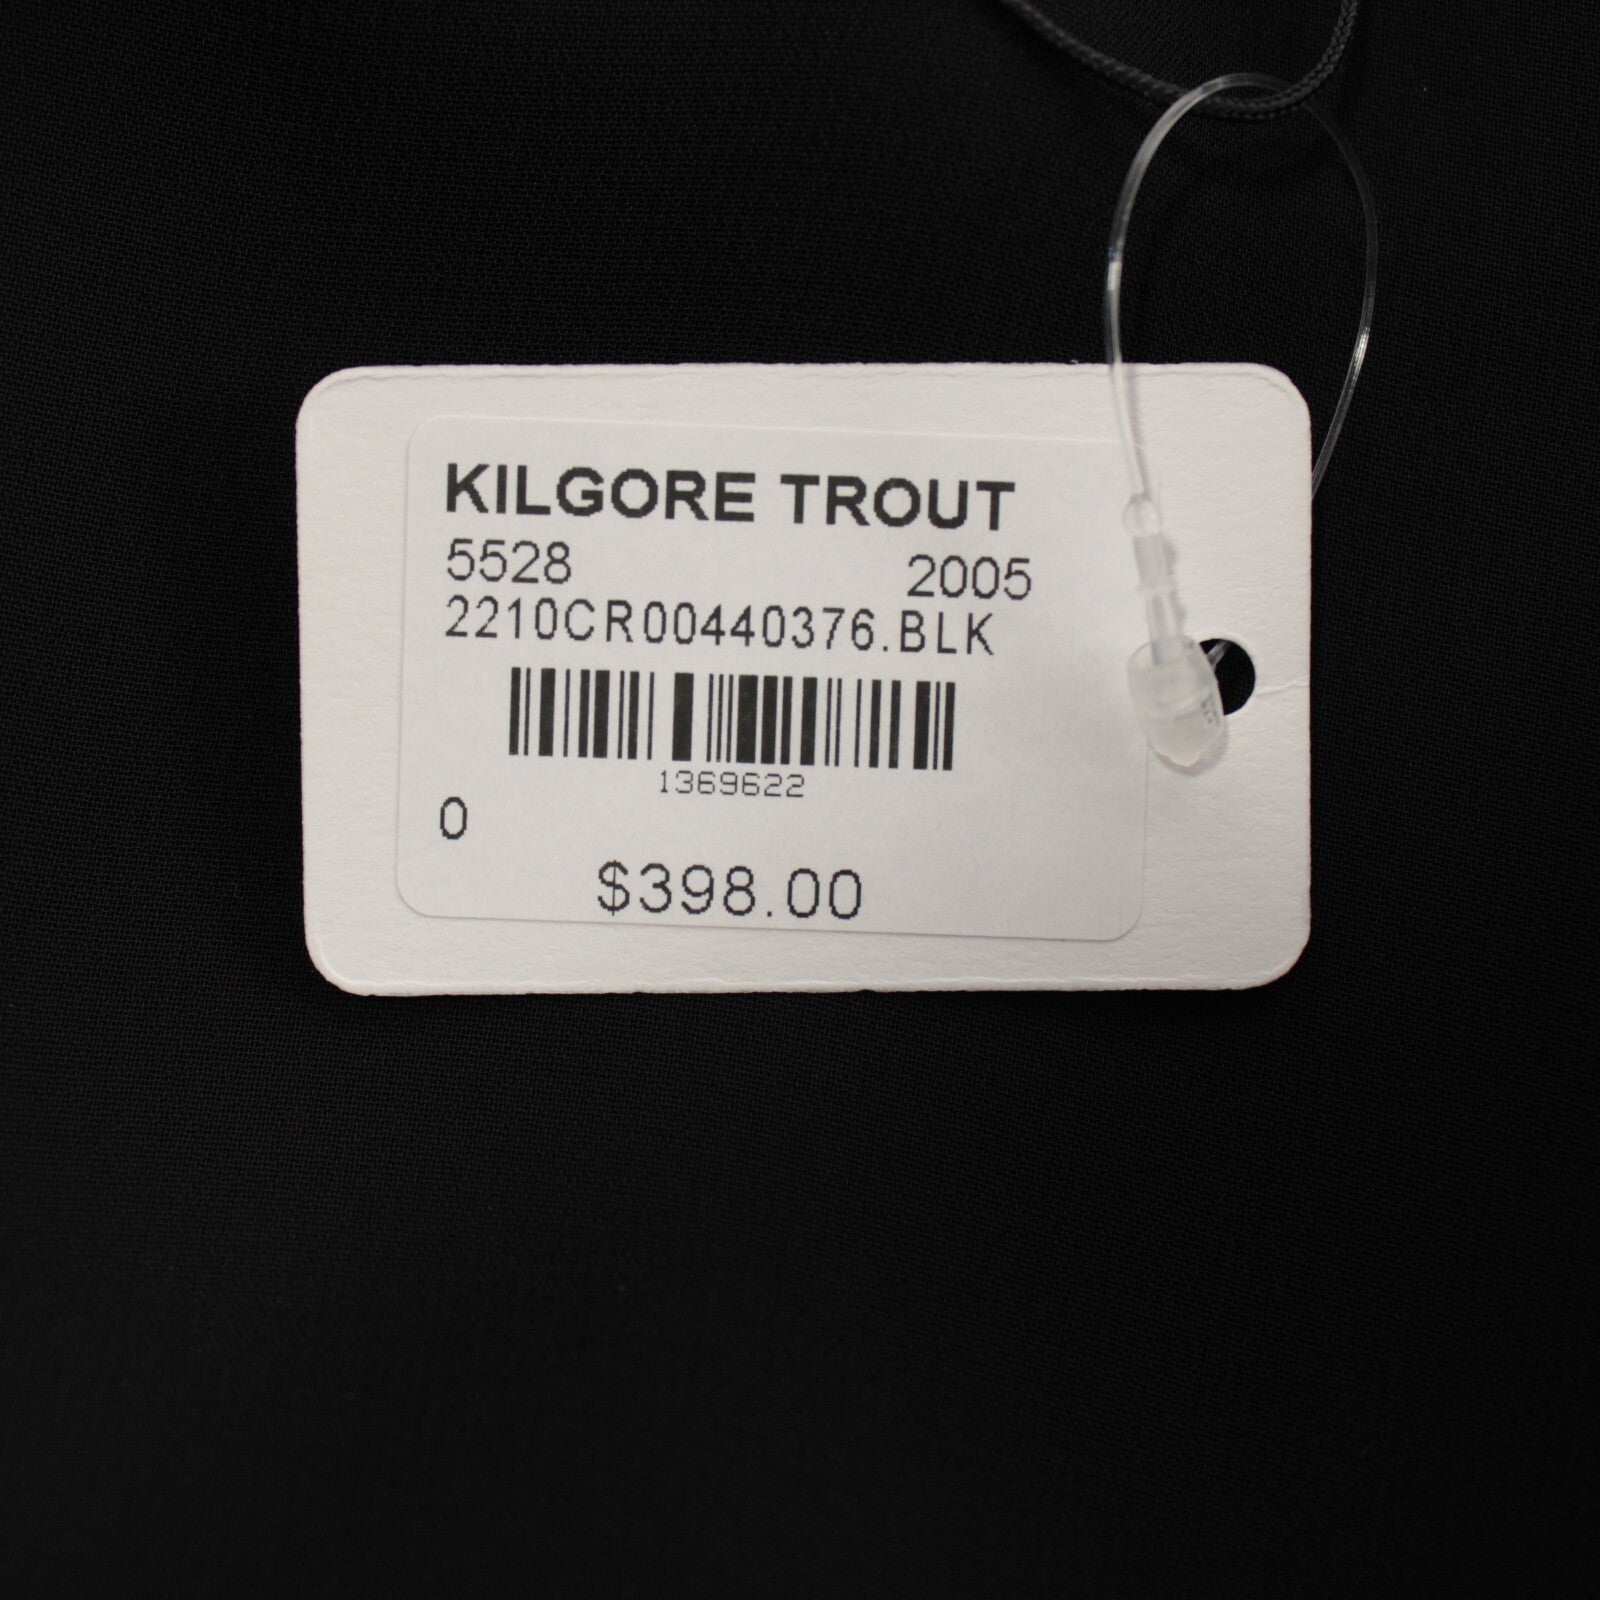 KILGORE TROUT
5528 2005
2210CR00440376.BLK
1369622
0
$398.00